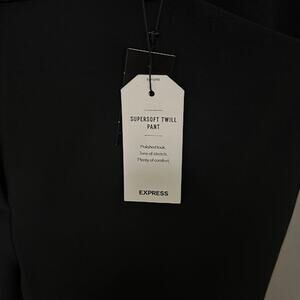 SUPERSOFT TWILL
PANT
Polished look.
Tons of stretch.
Plenty of comfort.
EXPRESS